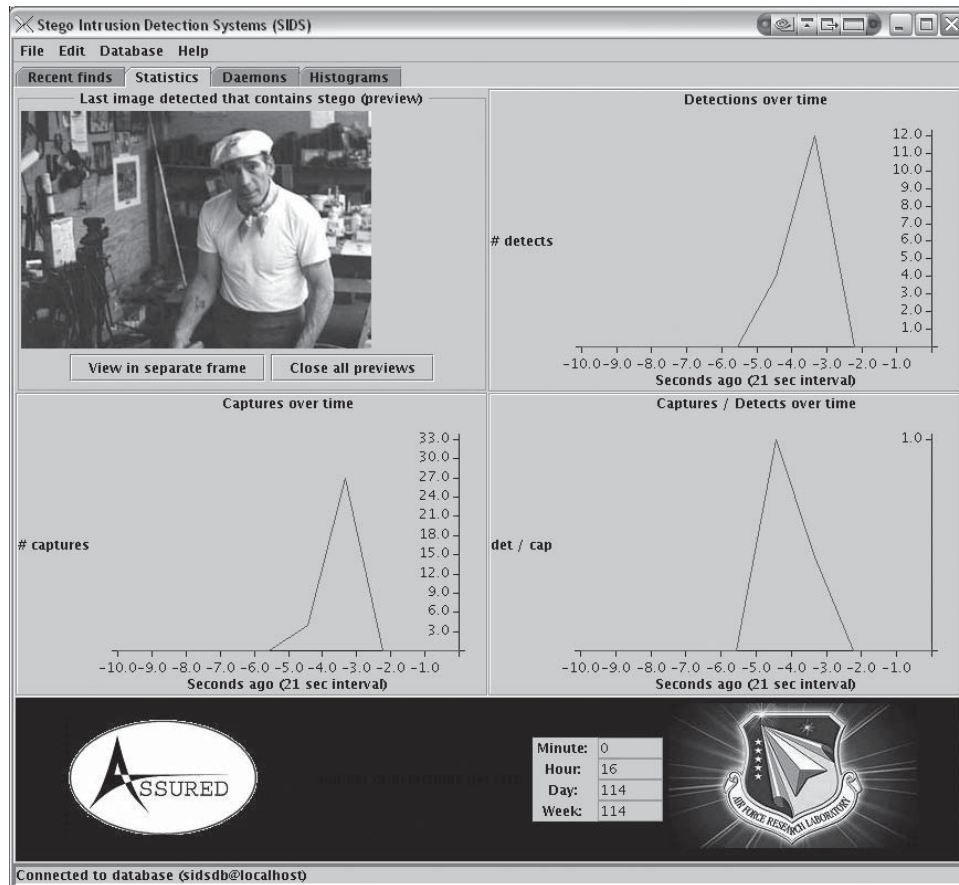 Stego Intrusion Detection Systems (SIDS)
File Edit Database Help
Recent finds Statistics Daemons Histograms
Last image detected that contains stego (preview)
View in separate frame Close all previews
Detections over time
12.0
11.0
10.0
9.0
8.0
7.0
6.0
# detects
5.0
4.0
3.0
2.0
1.0
-10.0-9.0 -8.0 -7.0 -6.0 -5.0 -4.0 -3.0 -2.0 -1.0
Seconds ago (21 sec interval)
Captures over time
33.0
30.0
27.0
24.0
21.0
18.0
# captures
15.0
12.0
9.0
6.0
3.0
-10.0-9.0 -8.0 -7.0 -6.0 -5.0 -4.0 -3.0 -2.0 -1.0
Seconds ago (21 sec interval)
Captures / Detects over time
1.0
det / cap
-10.0-9.0 -8.0 -7.0 -6.0 -5.0 -4.0 -3.0 -2.0 -1.0
Seconds ago (21 sec interval)
ASSURED
Minute: 0
Hour: 16
Day: 114
Week: 114
AIR FORCE RESEARCH LABORATORY
Connected to database (sidsdb@localhost)